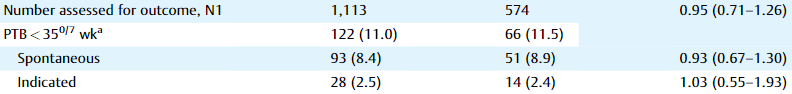 Number assessed for outcome, N1 1,113 574 0.95 (0.71–1.26)
PTB < 35 0/7 wk a 122 (11.0) 66 (11.5)
Spontaneous 93 (8.4) 51 (8.9) 0.93 (0.67–1.30)
Indicated 28 (2.5) 14 (2.4) 1.03 (0.55–1.93)